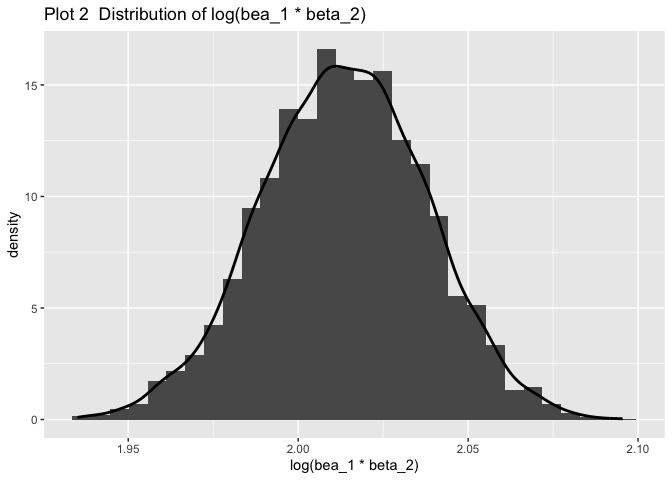 Plot 2  Distribution of log(bea_1 * beta_2)
15
10
5
0
density
1.95
2.00
2.05
2.10
log(bea_1 * beta_2)